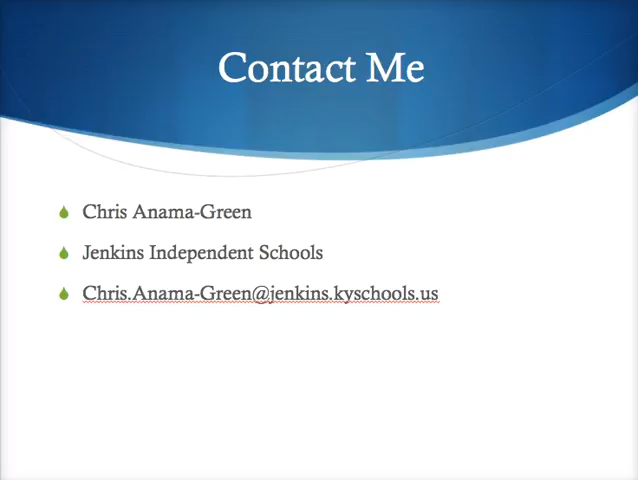 Contact Me
Chris Anama-Green
Jenkins Independent Schools
Chris.Anama-Green@jenkins.kyschools.us